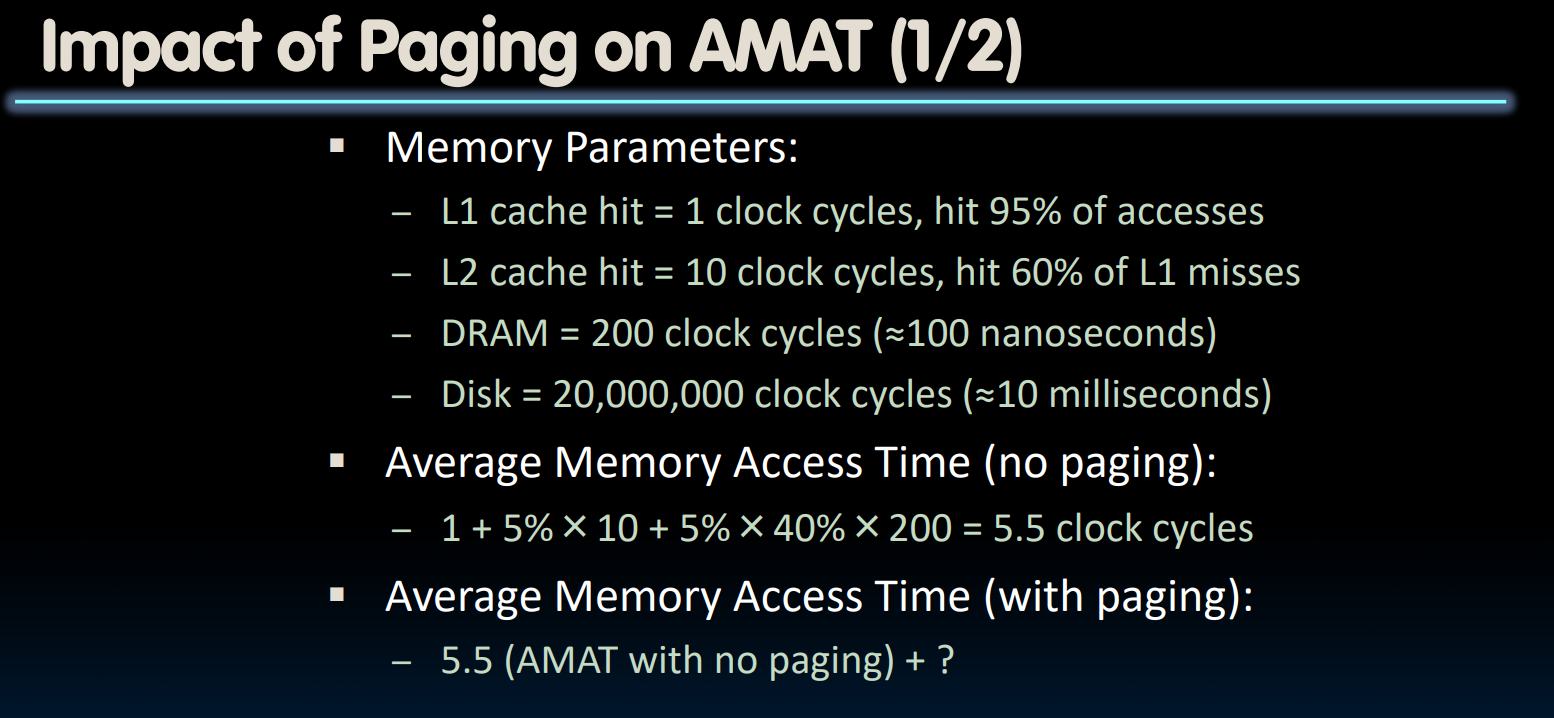 Impact of Paging on AMAT (1/2)
▪ Memory Parameters:
– L1 cache hit = 1 clock cycles, hit 95% of accesses
– L2 cache hit = 10 clock cycles, hit 60% of L1 misses
– DRAM = 200 clock cycles (≈100 nanoseconds)
– Disk = 20,000,000 clock cycles (≈10 milliseconds)
▪ Average Memory Access Time (no paging):
– 1 + 5% × 10 + 5% × 40% × 200 = 5.5 clock cycles
▪ Average Memory Access Time (with paging):
– 5.5 (AMAT with no paging) + ?